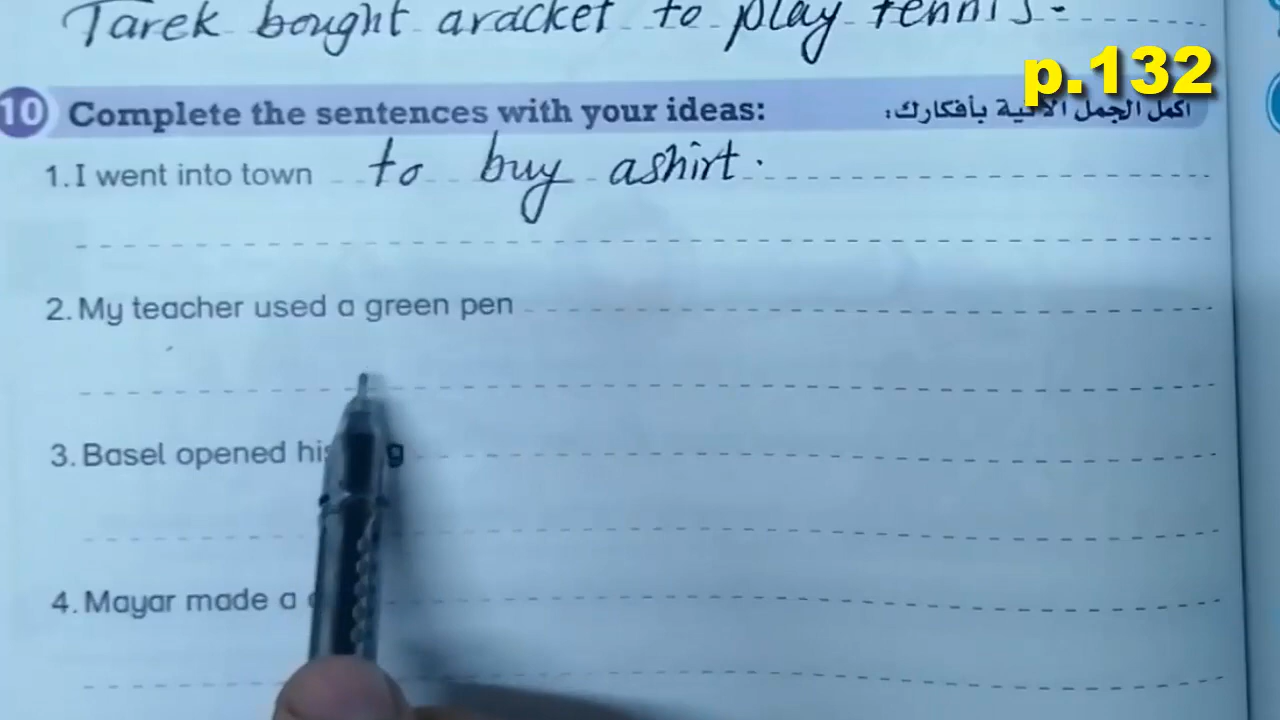 Tarek bought aracket to play tennis.
p.132
10 Complete the sentences with your ideas: أكمل الجمل الآتية بأفكارك:
1. I went into town to buy ashirt.
2. My teacher used a green pen
3. Basel opened his
4. Mayar made a